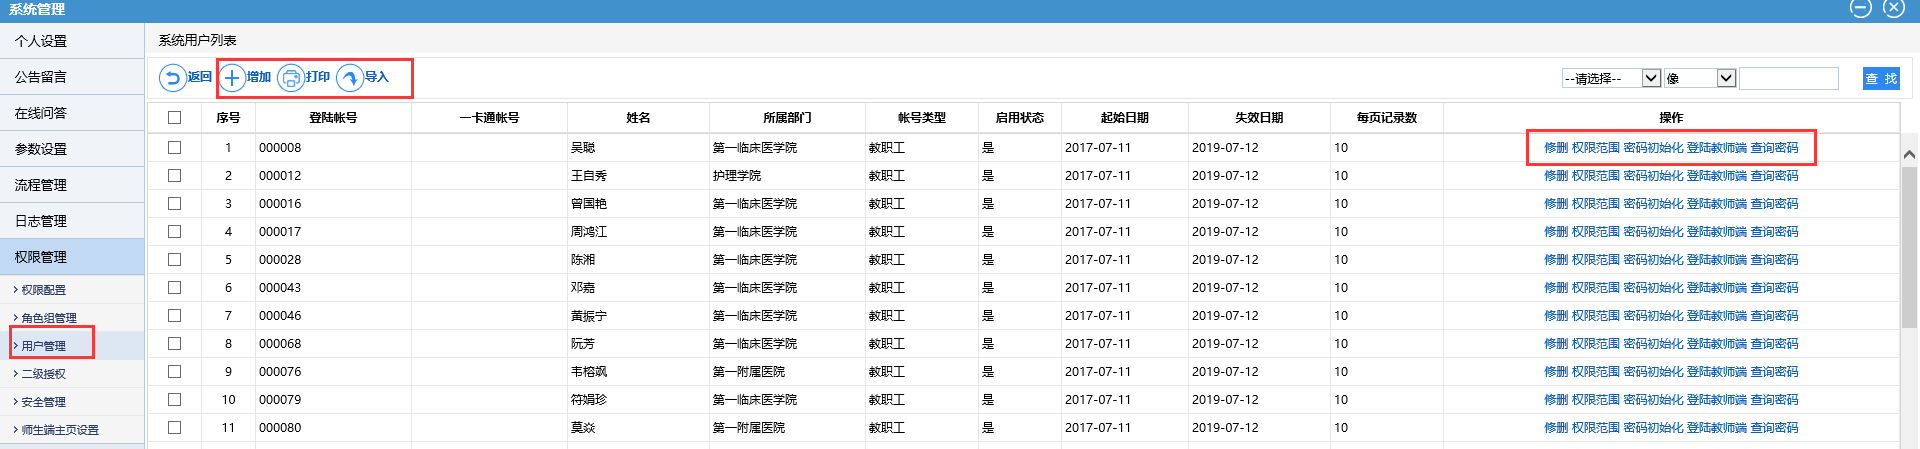 系统管理
个人设置
公告留言
在线问答
参数设置
流程管理
日志管理
权限管理
权限配置
角色组管理
用户管理
二级授权
安全管理
师生端主页设置
系统用户列表
返回 增加 打印 导入 --请选择-- 像 查 找
序号 登陆帐号 一卡通帐号 姓名 所属部门 帐号类型 启用状态 起始日期 失效日期 每页记录数 操作
1 000008 吴聪 第一临床医学院 教职工 是 2017-07-11 2019-07-12 10 修删 权限范围 密码初始化 登陆教师端 查询密码
2 000012 王自秀 护理学院 教职工 是 2017-07-11 2019-07-12 10 修删 权限范围 密码初始化 登陆教师端 查询密码
3 000016 曾国艳 第一临床医学院 教职工 是 2017-07-11 2019-07-12 10 修删 权限范围 密码初始化 登陆教师端 查询密码
4 000017 周鸿江 第一临床医学院 教职工 是 2017-07-11 2019-07-12 10 修删 权限范围 密码初始化 登陆教师端 查询密码
5 000028 陈湘 第一临床医学院 教职工 是 2017-07-11 2019-07-12 10 修删 权限范围 密码初始化 登陆教师端 查询密码
6 000043 邓嘉 第一临床医学院 教职工 是 2017-07-11 2019-07-12 10 修删 权限范围 密码初始化 登陆教师端 查询密码
7 000046 黄振宁 第一临床医学院 教职工 是 2017-07-11 2019-07-12 10 修删 权限范围 密码初始化 登陆教师端 查询密码
8 000068 阮芳 第一临床医学院 教职工 是 2017-07-11 2019-07-12 10 修删 权限范围 密码初始化 登陆教师端 查询密码
9 000076 韦榕飒 第一附属医院 教职工 是 2017-07-11 2019-07-12 10 修删 权限范围 密码初始化 登陆教师端 查询密码
10 000079 符娟珍 第一临床医学院 教职工 是 2017-07-11 2019-07-12 10 修删 权限范围 密码初始化 登陆教师端 查询密码
11 000080 莫焱 第一附属医院 教职工 是 2017-07-11 2019-07-12 10 修删 权限范围 密码初始化 登陆教师端 查询密码